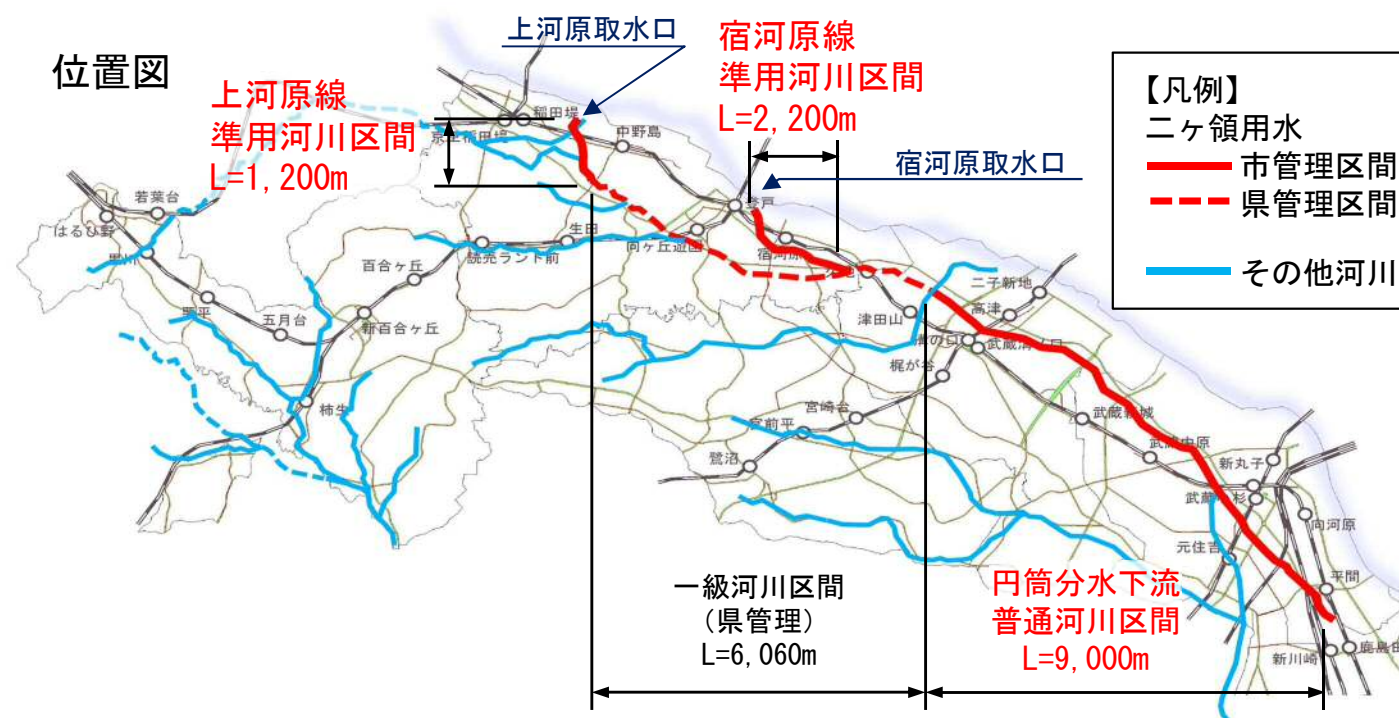 位置図
上河原取水口
宿河原線
準用河川区間
L=2,200m
上河原線
準用河川区間
L=1,200m
宿河原取水口
【凡例】
二ヶ領用水
市管理区間
県管理区間
その他河川
稲田堤
京王稲田堤
中野島
登戸
若葉台
はるひ野
黒川
生田
読売ランド前
向ヶ丘遊園
宿河原
久地
百合ヶ丘
新百合ヶ丘
五月台
栗平
柿生
二子新地
高津
津田山
溝の口
武蔵溝ノ口
梶が谷
宮崎台
宮前平
鷺沼
武蔵新城
武蔵中原
新丸子
武蔵小杉
向河原
元住吉
平間
新川崎
鹿島田
一級河川区間
(県管理)
L=6,060m
円筒分水下流
普通河川区間
L=9,000m